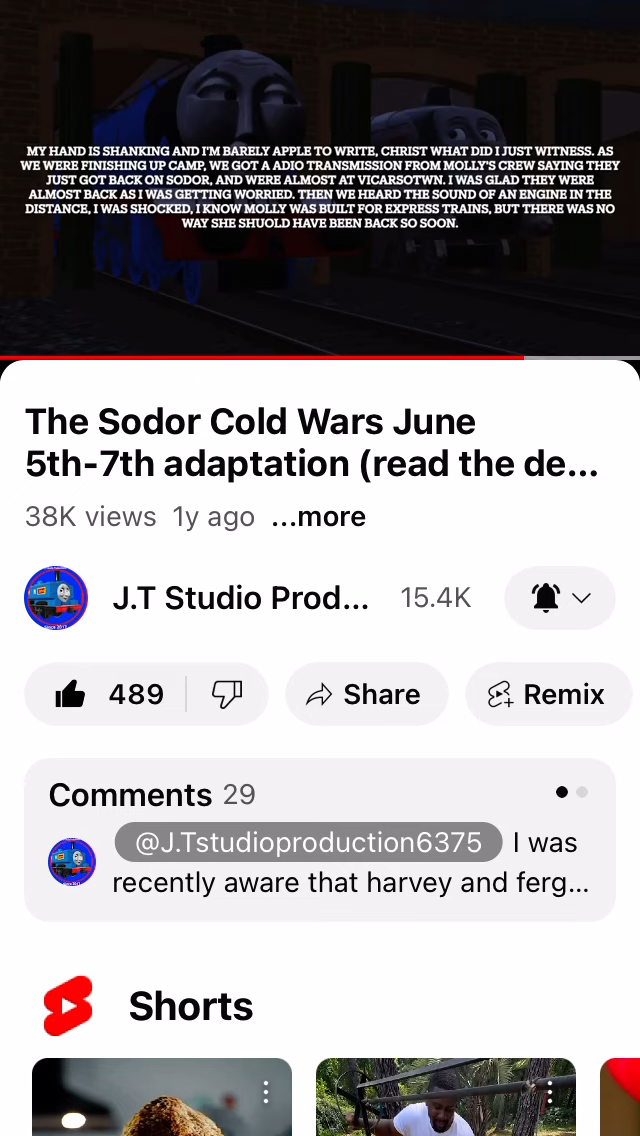 MY HAND IS SHANKING AND I'M BARELY APPLE TO WRITE, CHRIST WHAT DID I JUST WITNESS. AS
WE WERE FINISHING UP CAMP, WE GOT A ADIO TRANSMISSION FROM MOLLY'S CREW SAYING THEY
JUST GOT BACK ON SODOR, AND WERE ALMOST AT VICARSOTWN. I WAS GLAD THEY WERE
ALMOST BACK AS I WAS GETTING WORRIED. THEN WE HEARD THE SOUND OF AN ENGINE IN THE
DISTANCE, I WAS SHOCKED, I KNOW MOLLY WAS BUILT FOR EXPRESS TRAINS, BUT THERE WAS NO
WAY SHE SHUOLD HAVE BEEN BACK SO SOON.
The Sodor Cold Wars June
5th-7th adaptation (read the de...
38K views 1y ago ...more
J.T Studio Prod... 15.4K
489 Share Remix
Comments 29
@J.Tstudioproduction6375 I was
recently aware that harvey and ferg...
Shorts